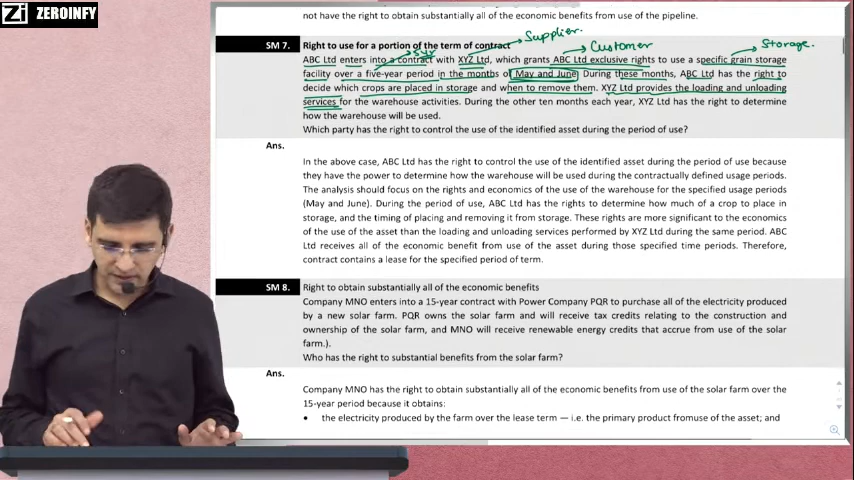 Zi ZEROINFY
not have the right to obtain substantially all of the economic benefits from use of the pipeline.
Supplier.
SM 7. Right to use for a portion of the term of contract
5yr
Customer
Storage.
ABC Ltd enters into a contract with XYZ Ltd, which grants ABC Ltd exclusive rights to use a specific grain storage
facility over a five-year period in the months of May and June. During these months, ABC Ltd has the right to
decide which crops are placed in storage and when to remove them. XYZ Ltd provides the loading and unloading
services for the warehouse activities. During the other ten months each year, XYZ Ltd has the right to determine
how the warehouse will be used.
Which party has the right to control the use of the identified asset during the period of use?
Ans.
In the above case, ABC Ltd has the right to control the use of the identified asset during the period of use because
they have the power to determine how the warehouse will be used during the contractually defined usage periods.
The analysis should focus on the rights and economics of the use of the warehouse for the specified usage periods
(May and June). During the period of use, ABC Ltd has the rights to determine how much of a crop to place in
storage, and the timing of placing and removing it from storage. These rights are more significant to the economics
of the use of the asset than the loading and unloading services performed by XYZ Ltd during the same period. ABC
Ltd receives all of the economic benefit from use of the asset during those specified time periods. Therefore,
contract contains a lease for the specified period of term.
SM 8. Right to obtain substantially all of the economic benefits
Company MNO enters into a 15-year contract with Power Company PQR to purchase all of the electricity produced
by a new solar farm. PQR owns the solar farm and will receive tax credits relating to the construction and
ownership of the solar farm, and MNO will receive renewable energy credits that accrue from use of the solar
farm.).
Who has the right to substantial benefits from the solar farm?
Ans.
Company MNO has the right to obtain substantially all of the economic benefits from use of the solar farm over the
15-year period because it obtains:
• the electricity produced by the farm over the lease term — i.e. the primary product fromuse of the asset; and